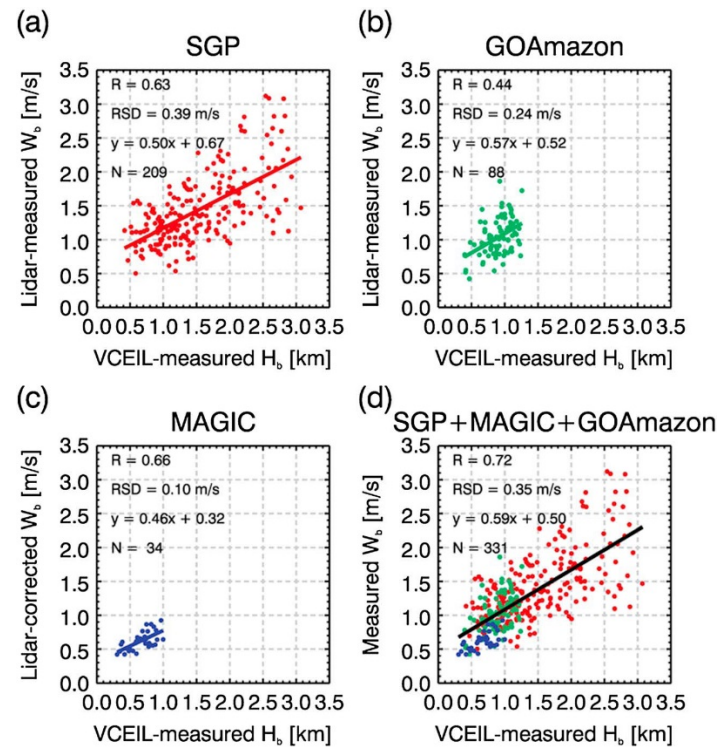 (a)
SGP
Lidar-measured W_b [m/s]
3.5
3.0
2.5
2.0
1.5
1.0
0.5
0.0
R = 0.63
RSD = 0.39 m/s
y = 0.50x + 0.67
N = 209
0.0 0.5 1.0 1.5 2.0 2.5 3.0 3.5
VCEIL-measured H_b [km]
(b)
GOAmazon
Lidar-measured W_b [m/s]
3.5
3.0
2.5
2.0
1.5
1.0
0.5
0.0
R = 0.44
RSD = 0.24 m/s
y = 0.57x + 0.52
N = 88
0.0 0.5 1.0 1.5 2.0 2.5 3.0 3.5
VCEIL-measured H_b [km]
(c)
MAGIC
Lidar-corrected W_b [m/s]
3.5
3.0
2.5
2.0
1.5
1.0
0.5
0.0
R = 0.66
RSD = 0.10 m/s
y = 0.46x + 0.32
N = 34
0.0 0.5 1.0 1.5 2.0 2.5 3.0 3.5
VCEIL-measured H_b [km]
(d)
SGP+MAGIC+GOAmazon
Measured W_b [m/s]
3.5
3.0
2.5
2.0
1.5
1.0
0.5
0.0
R = 0.72
RSD = 0.35 m/s
y = 0.59x + 0.50
N = 331
0.0 0.5 1.0 1.5 2.0 2.5 3.0 3.5
VCEIL-measured H_b [km]